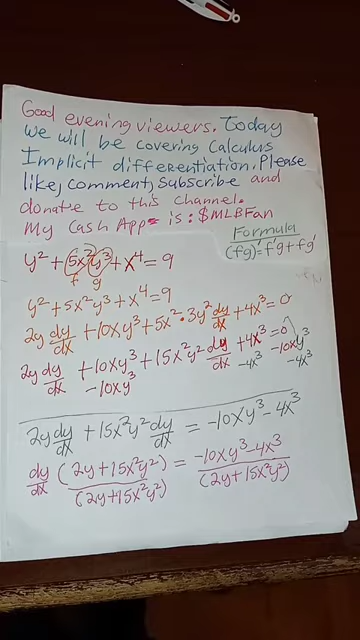 Good evening viewers. Today
we will be covering Calculus
Implicit differentiation. Please
like, comment, Subscribe and
donate to this channel.
My Cash App is: $MLBFan
Formula
(fg)' = f'g + fg'
y² + 5x²y³ + x⁴ = 9
f g
y² + 5x²y³ + x⁴ = 9
2y dy/dx + 10xy³ + 5x² · 3y² dy/dx + 4x³ = 0
2y dy/dx + 10xy³ + 15x²y² dy/dx + 4x³ = 0 - 10xy³
- 10xy³ - 4x³ - 4x³
2y dy/dx + 15x²y² dy/dx = -10xy³ - 4x³
dy/dx (2y + 15x²y²)/(2y + 15x²y²) = (-10xy³ - 4x³)/(2y + 15x²y²)